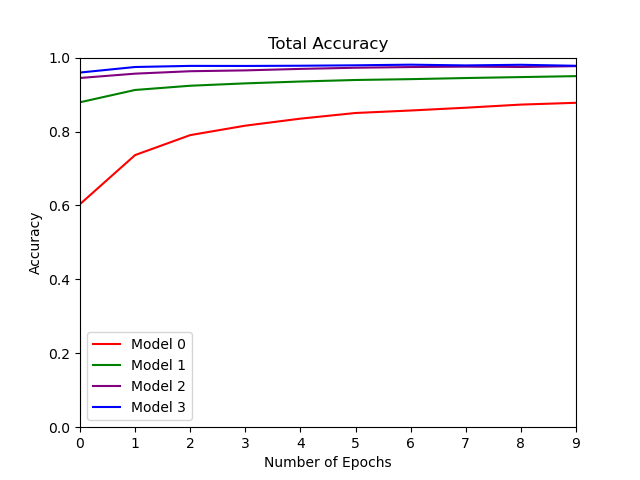 Total Accuracy
Accuracy
1.0
0.8
0.6
0.4
0.2
0.0
Model 0
Model 1
Model 2
Model 3
0 1 2 3 4 5 6 7 8 9
Number of Epochs